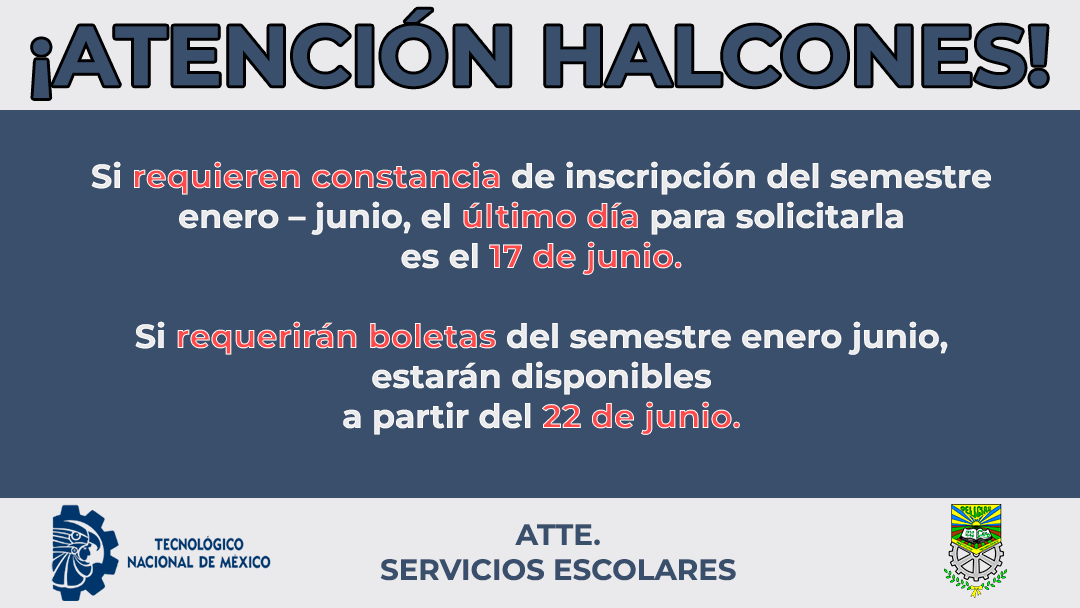 ¡ATENCIÓN HALCONES!
Si requieren constancia de inscripción del semestre
enero – junio, el último día para solicitarla
es el 17 de junio.
Si requerirán boletas del semestre enero junio,
estarán disponibles
a partir del 22 de junio.
TECNOLÓGICO
NACIONAL DE MÉXICO
ATTE.
SERVICIOS ESCOLARES
DELICIAS